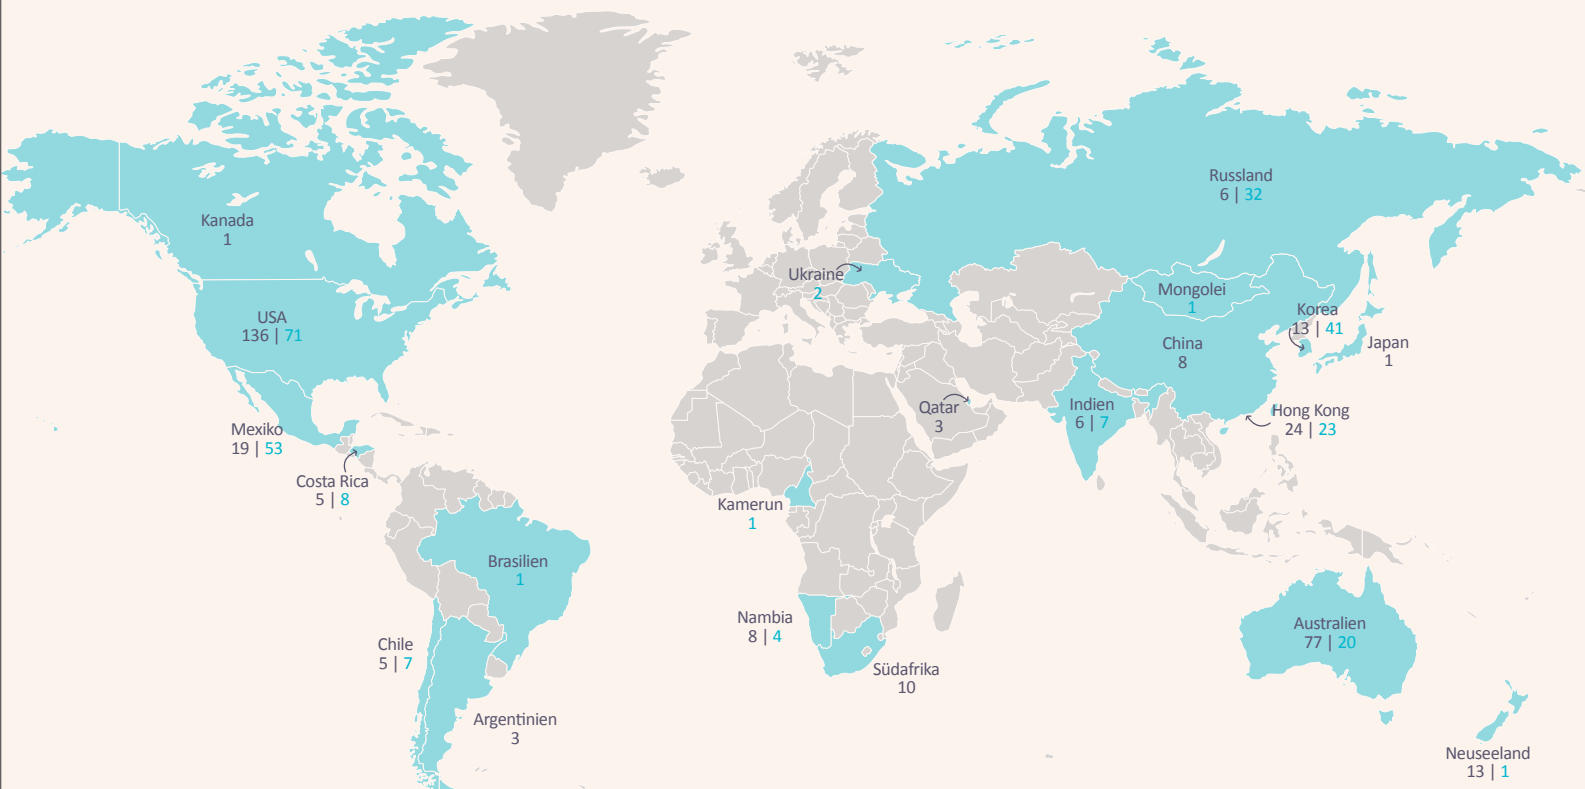 Russland
6 | 32
Kanada
1
Ukraine
2
Mongolei
1
Korea
13 | 41
USA
136 | 71
China
8
Japan
1
Qatar
3
Indien
6 | 7
Hong Kong
24 | 23
Mexiko
19 | 53
Costa Rica
5 | 8
Kamerun
1
Brasilien
1
Nambia
8 | 4
Australien
77 | 20
Chile
5 | 7
Südafrika
10
Argentinien
3
Neuseeland
13 | 1